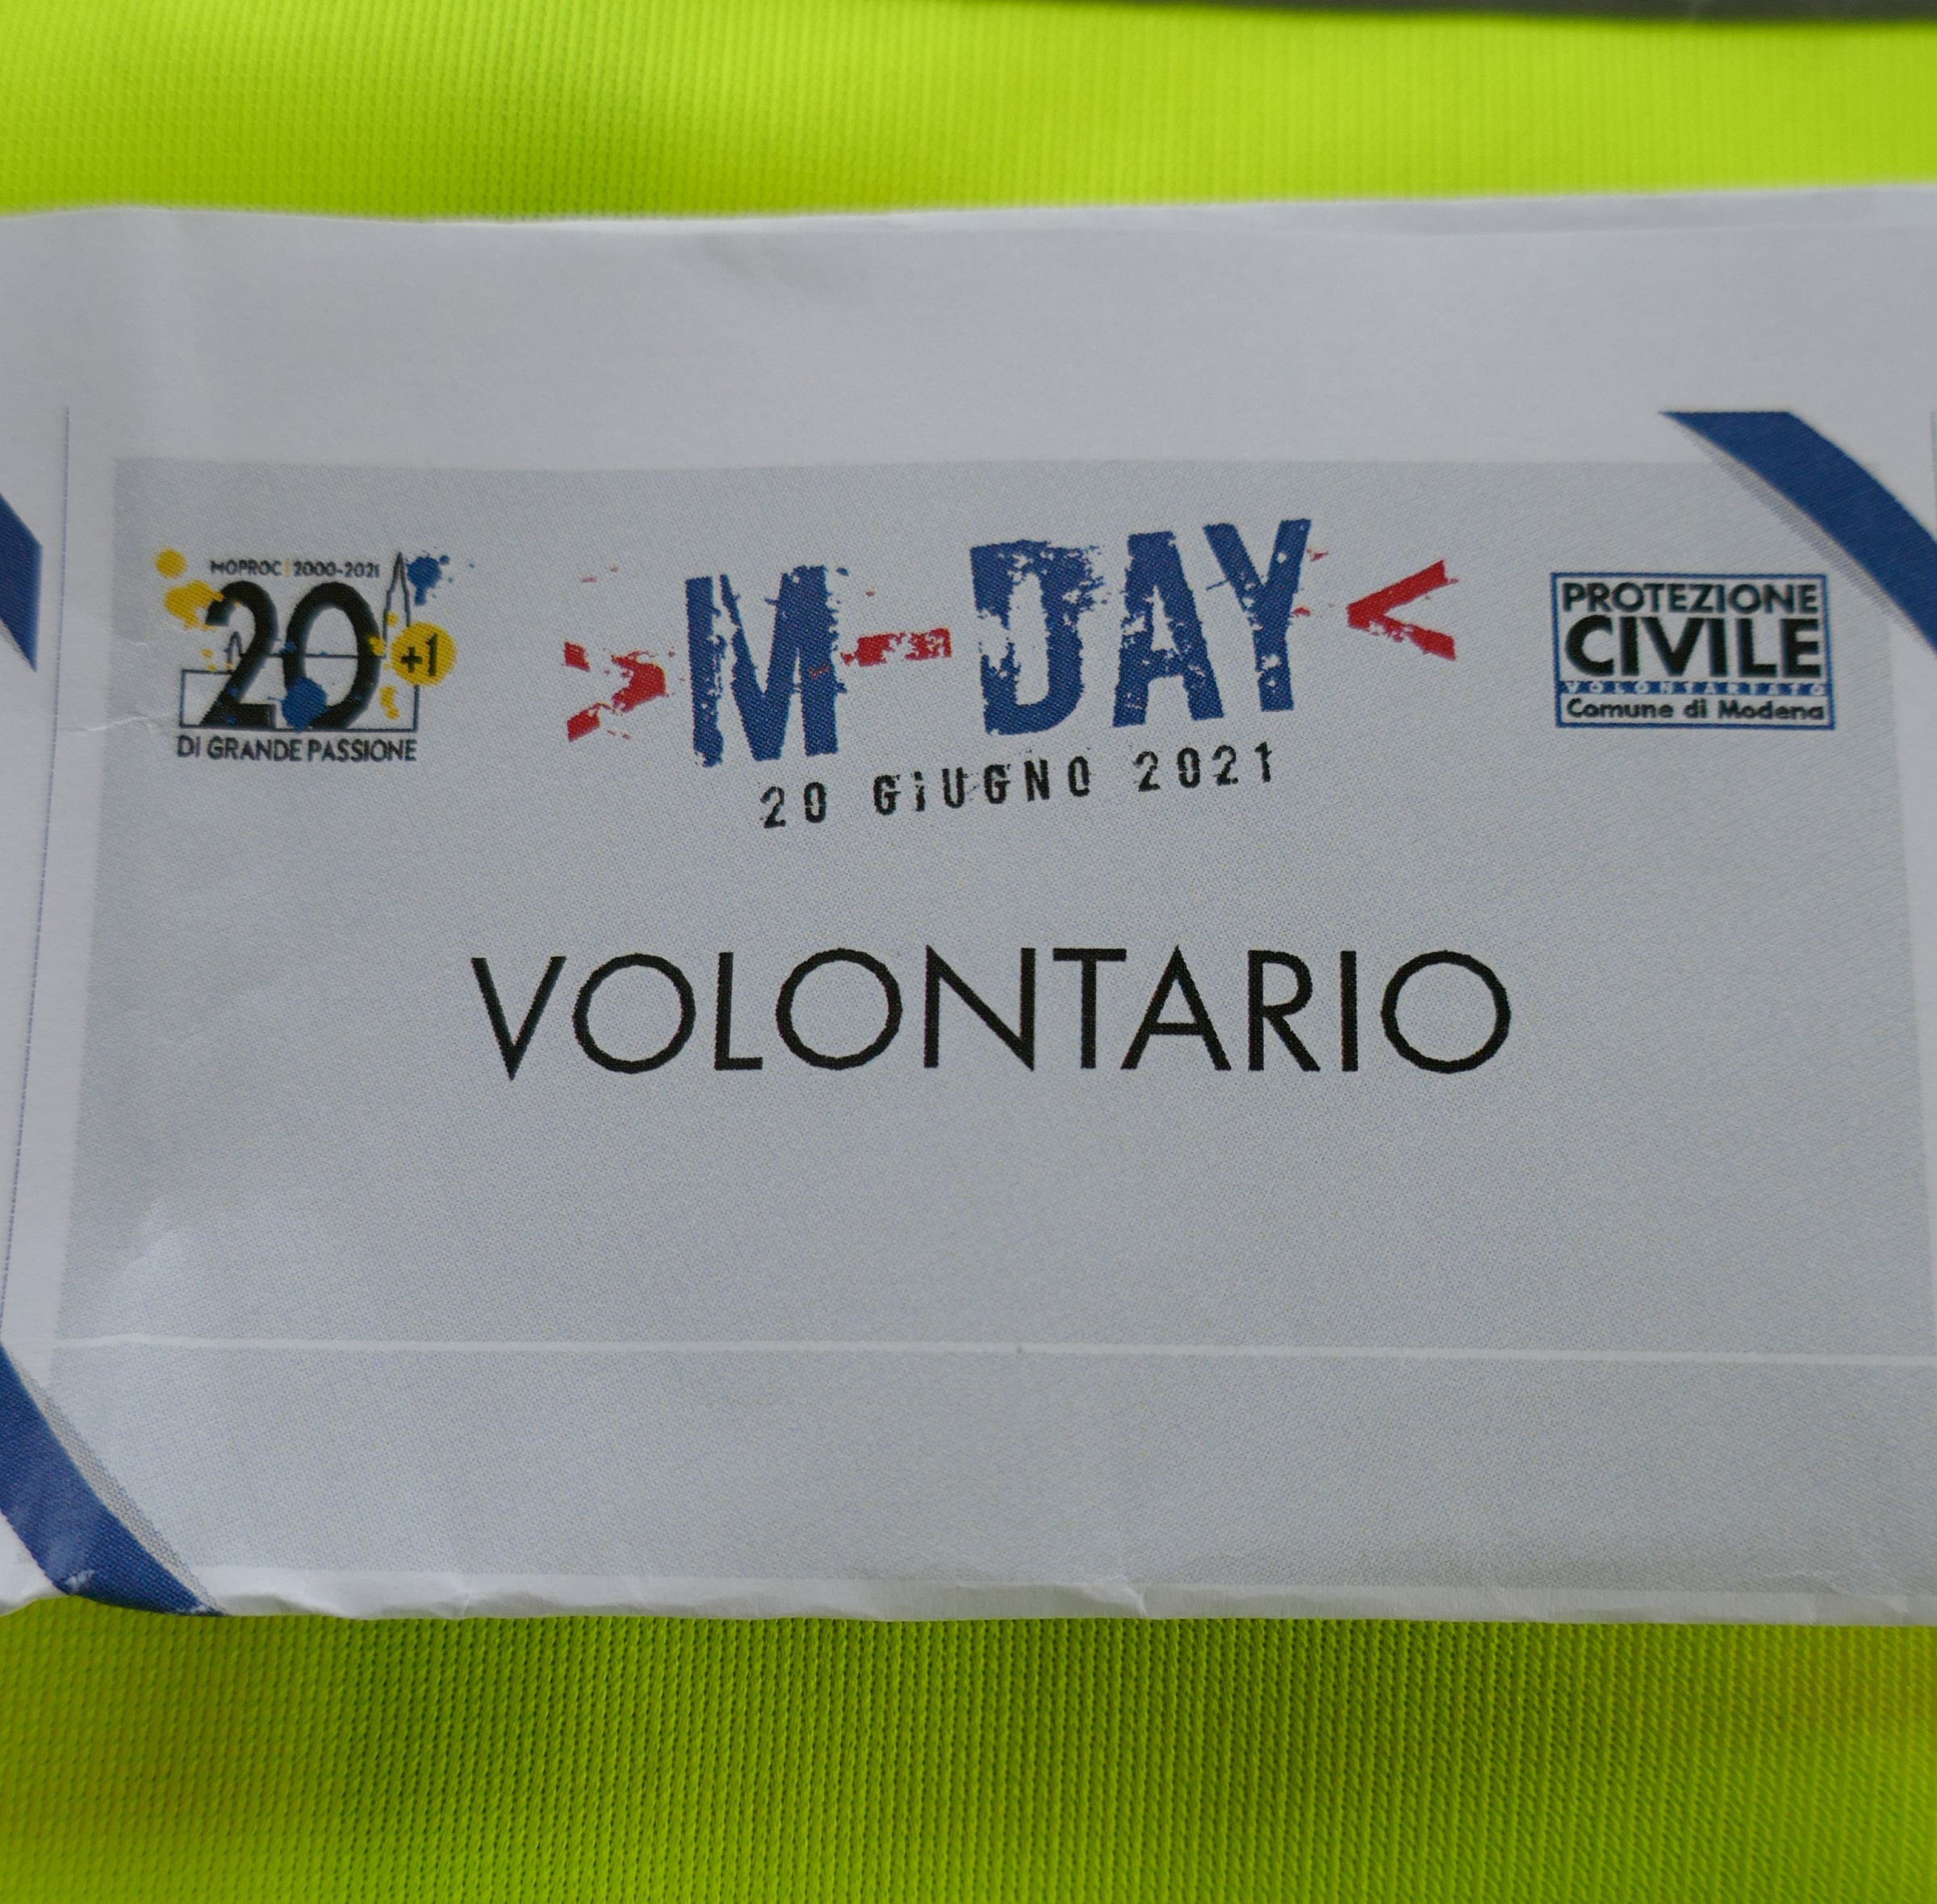 MOPROC | 2000-2021
20 +1
DI GRANDE PASSIONE
>M-DAY<
20 GIUGNO 2021
PROTEZIONE
CIVILE
VOLONTARIATO
Comune di Modena
VOLONTARIO